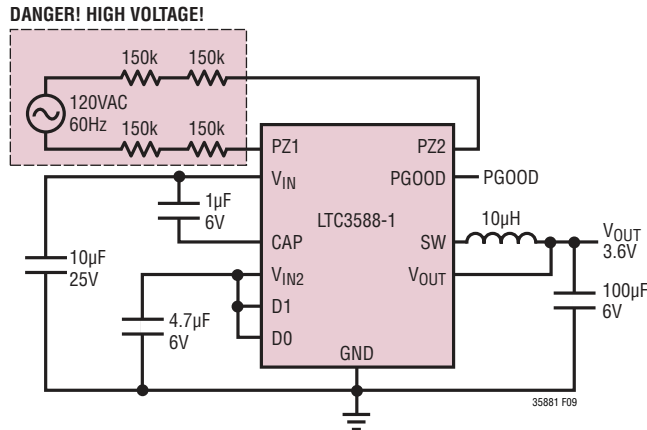 DANGER! HIGH VOLTAGE!
150k 150k
120VAC
60Hz
150k 150k
PZ1
PZ2
VIN
PGOOD
PGOOD
1µF
6V
LTC3588-1
10µH
CAP
SW
VOUT
3.6V
10µF
25V
VIN2
VOUT
100µF
6V
D1
4.7µF
6V
D0
GND
35881 F09